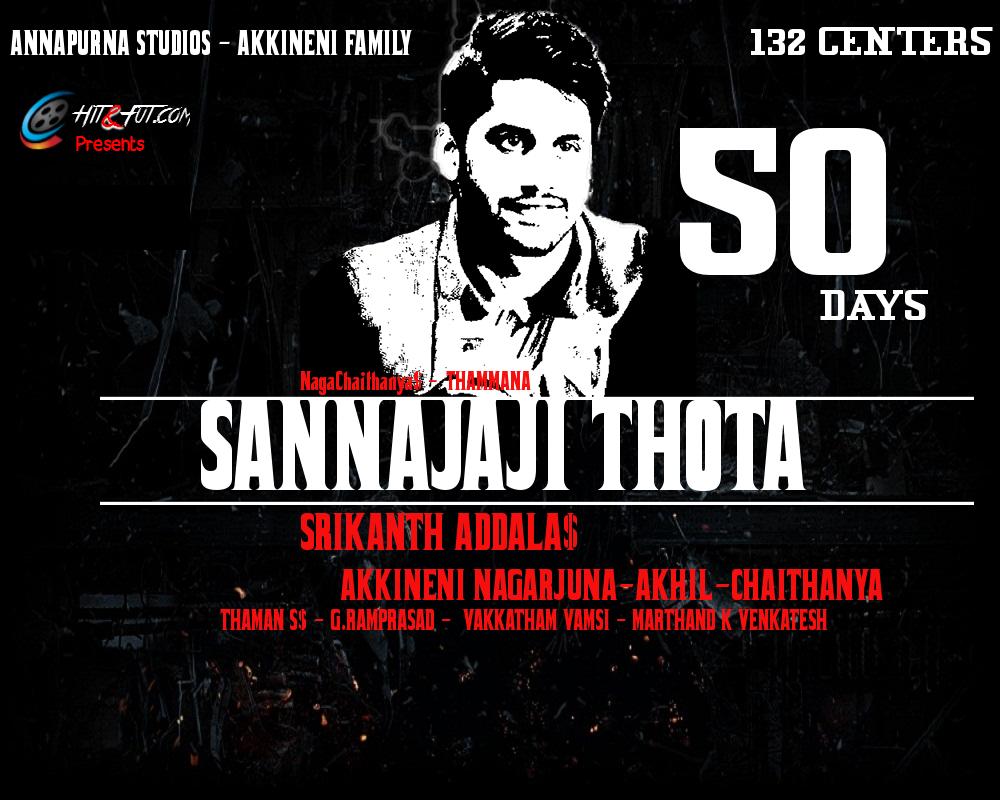 ANNAPURNA STUDIOS - AKKINENI FAMILY
132 CENTERS
HIT&FUT.COM
Presents
50
DAYS
NagaChaithanya$ - THAMMANA
SANNAJAJI THOTA
SRIKANTH ADDALA$
AKKINENI NAGARJUNA-AKHIL-CHAITHANYA
THAMAN S$ - G.RAMPRASAD - VAKKATHAM VAMSI - MARTHAND K VENKATESH